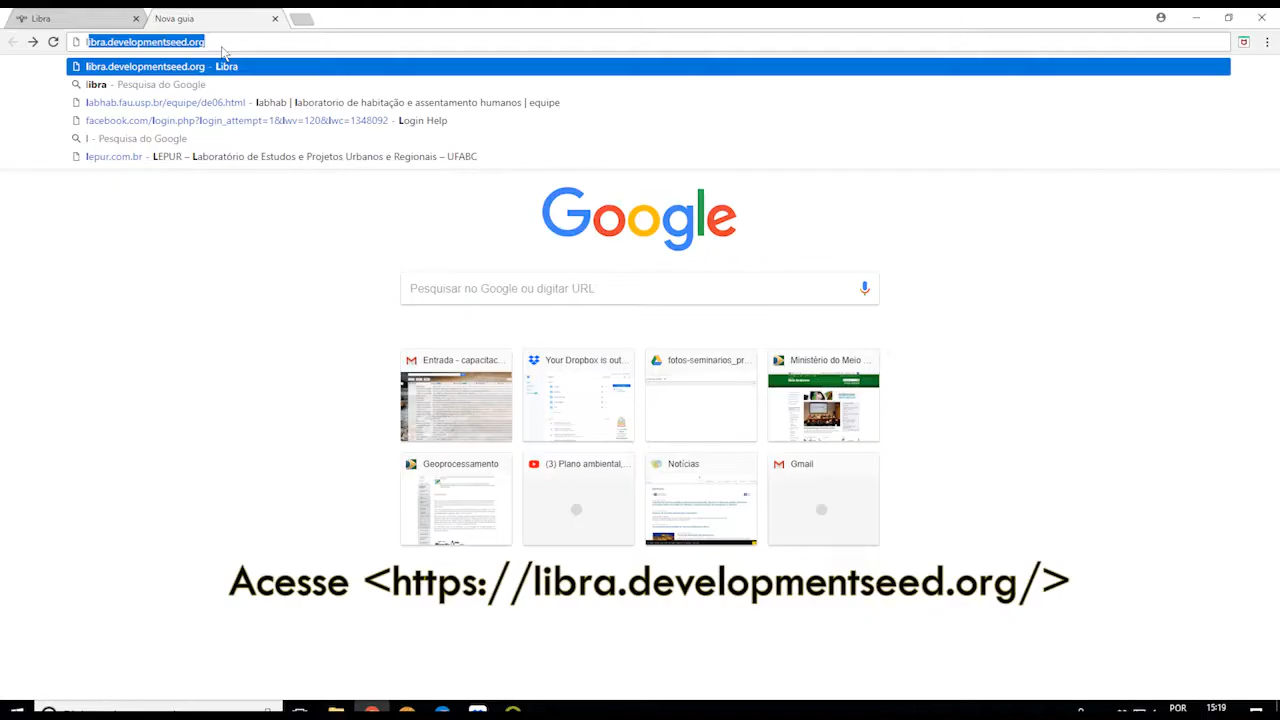 Libra
Nova guia
libra.developmentseed.org
libra.developmentseed.org – Libra
libra - Pesquisa do Google
labhab.fau.usp.br/equipe/de06.html - labhab | laboratorio de habitação e assentamento humanos | equipe
facebook.com/login.php?login_attempt=1&lwv=120&lwc=1348092 - Login Help
l - Pesquisa do Google
lepur.com.br - LEPUR – Laboratório de Estudos e Projetos Urbanos e Regionais – UFABC
Google
Pesquisar no Google ou digitar URL
Entrada - capacitac...
Your Dropbox is out...
fotos-seminarios_pr...
Ministério do Meio ...
Geoprocessamento
(3) Plano ambiental,...
Notícias
Gmail
Acesse <https://libra.developmentseed.org/>
POR
15:19